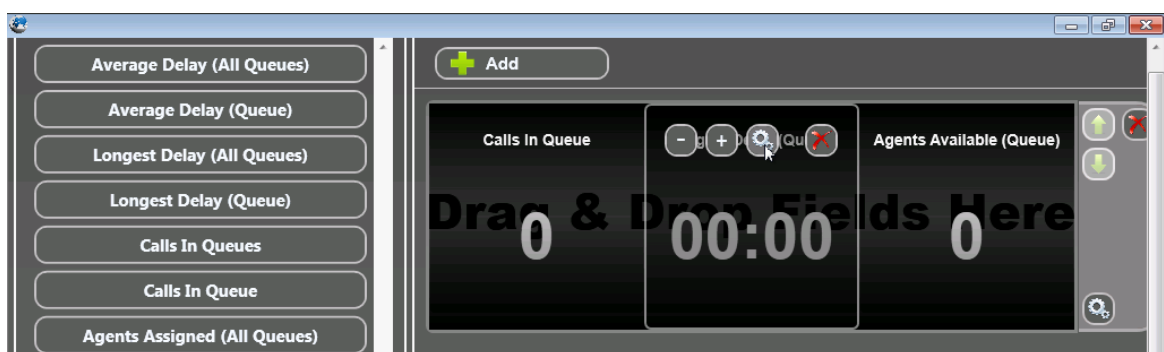 Average Delay (All Queues)
Average Delay (Queue)
Longest Delay (All Queues)
Longest Delay (Queue)
Calls In Queues
Calls In Queue
Agents Assigned (All Queues)
Add
Calls In Queue
- + (Qu
Agents Available (Queue)
Drag & Drop Fields Here
0
00:00
0